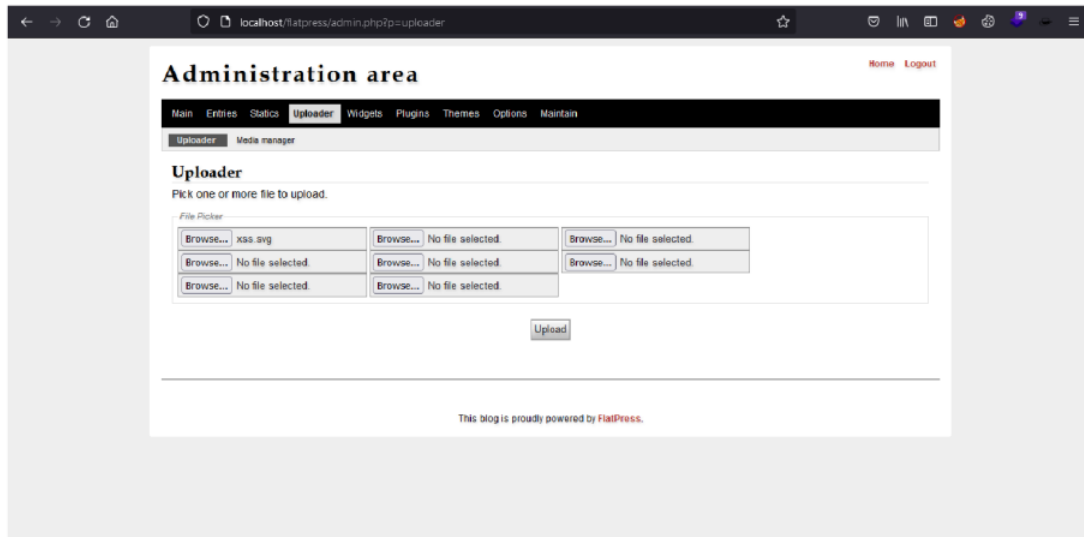 localhost/flatpress/admin.php?p=uploader
9
Administration area
Home Logout
Main Entries Statics Uploader Widgets Plugins Themes Options Maintain
Uploader Media manager
Uploader
Pick one or more file to upload.
File Picker
Browse... xss.svg Browse... No file selected. Browse... No file selected.
Browse... No file selected. Browse... No file selected. Browse... No file selected.
Browse... No file selected. Browse... No file selected.
Upload
This blog is proudly powered by FlatPress.